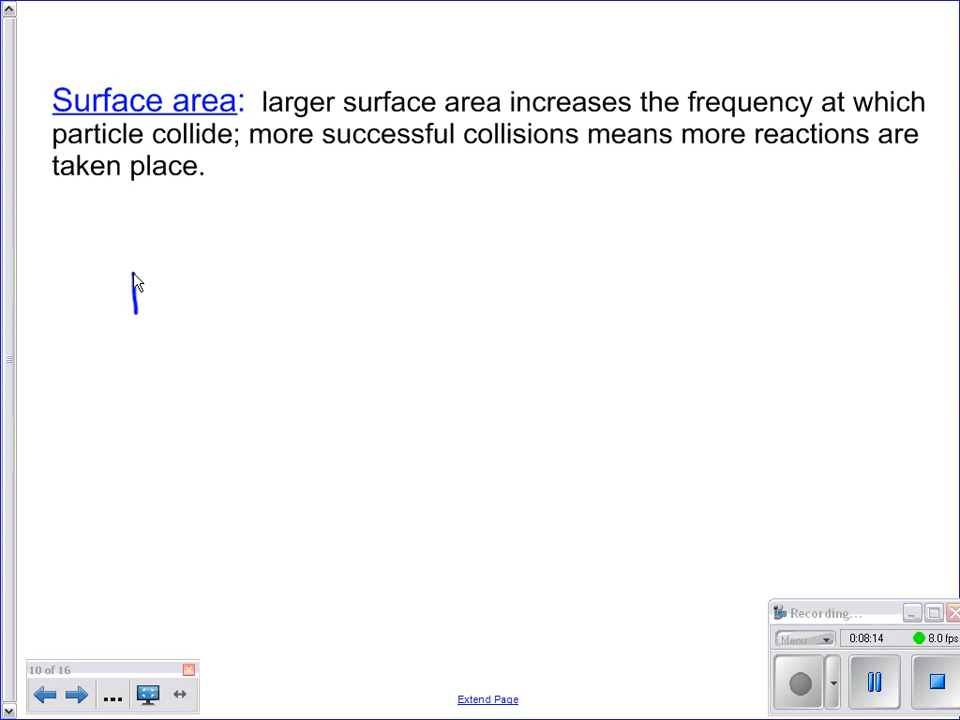 Surface area: larger surface area increases the frequency at which
particle collide; more successful collisions means more reactions are
taken place.
Recording...
Menu
0:08:14
8.0 fps
10 of 16
...
Extend Page